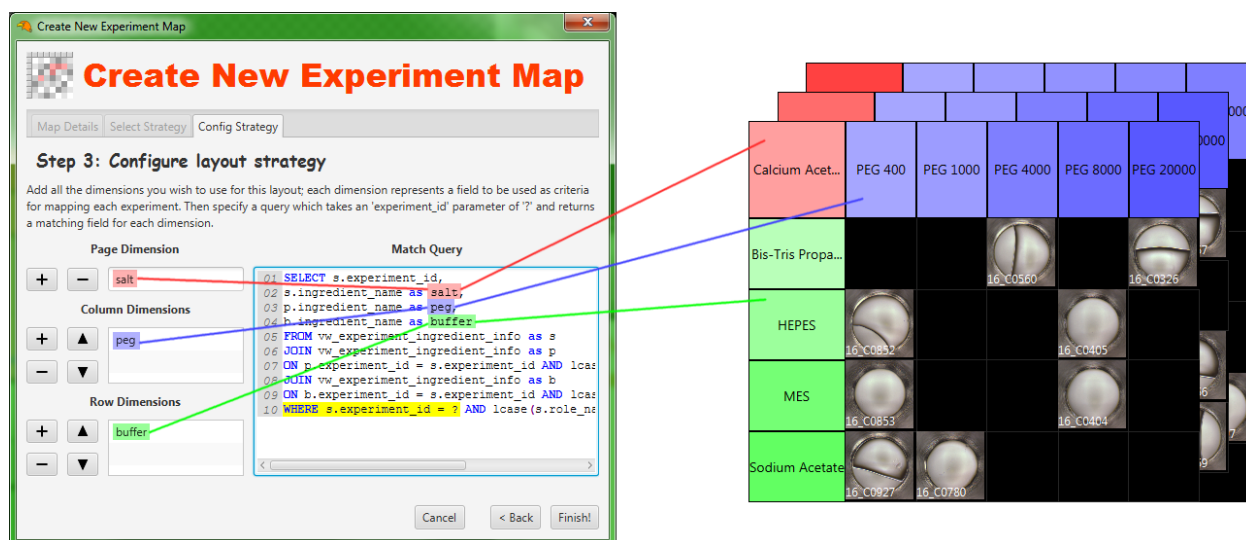 Create New Experiment Map
Create New Experiment Map
Map Details Select Strategy Config Strategy
Step 3: Configure layout strategy
Add all the dimensions you wish to use for this layout; each dimension represents a field to be used as criteria
for mapping each experiment. Then specify a query which takes an 'experiment_id' parameter of '?' and returns
a matching field for each dimension.
Page Dimension
salt
Column Dimensions
peg
Row Dimensions
buffer
Match Query
01 SELECT s.experiment_id,
02 s.ingredient_name as salt,
03 p.ingredient_name as peg,
04 b.ingredient_name as buffer
05 FROM vw_experiment_ingredient_info as s
06 JOIN vw_experiment_ingredient_info as p
07 ON p.experiment_id = s.experiment_id AND lcas
08 JOIN vw_experiment_ingredient_info as b
09 ON b.experiment_id = s.experiment_id AND lcas
10 WHERE s.experiment_id = ? AND lcase(s.role_na
Cancel < Back Finish!
Calcium Acet... PEG 400 PEG 1000 PEG 4000 PEG 8000 PEG 20000
Bis-Tris Propa...
16_C0560 16_C0326
HEPES
16_C0852 16_C0405
MES
16_C0853 16_C0404
Sodium Acetate
16_C0927 16_C0780